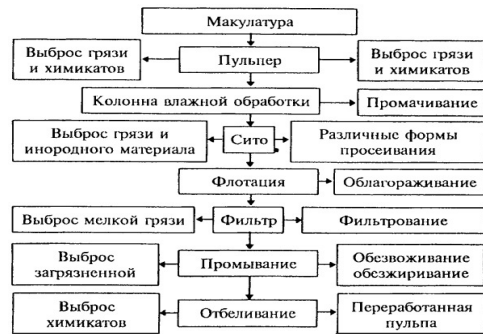 Макулатура
Выброс грязи
и химикатов
Пульпер
Выброс грязи
и химикатов
Колонна влажной обработки
Промачивание
Выброс грязи и
инородного материала
Сито
Различные формы
просеивания
Флотация
Облагораживание
Выброс мелкой грязи
Фильтр
Фильтрование
Выброс
загрязненной
Промывание
Обезвоживание
обезжиривание
Выброс
химикатов
Отбеливание
Переработанная
пульпа